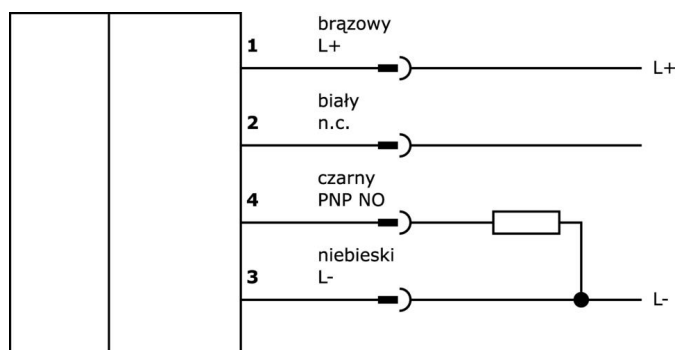 brązowy
1 L+
L+
biały
2 n.c.
czarny
4 PNP NO
niebieski
3 L-
L-